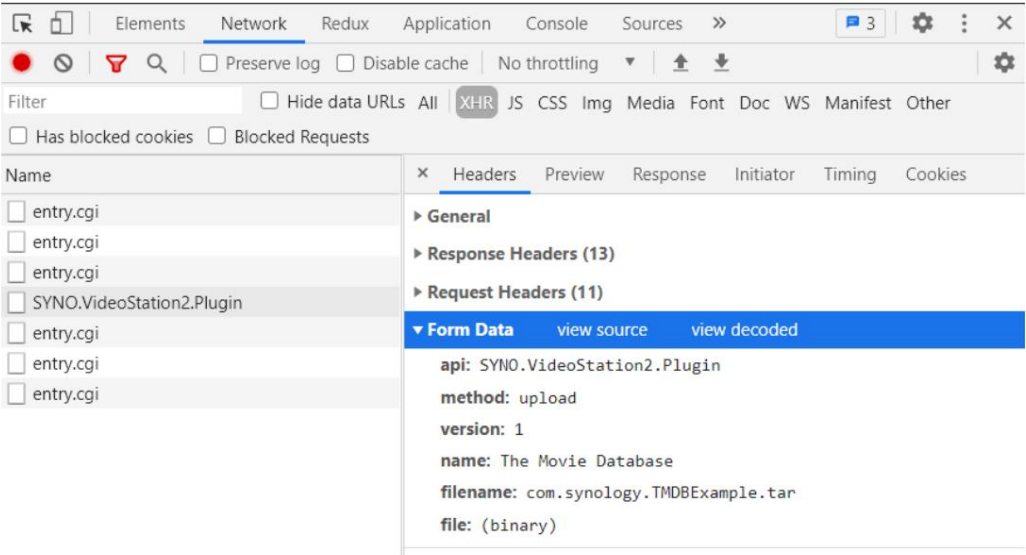 Elements Network Redux Application Console Sources » 3
Preserve log Disable cache No throttling
Filter Hide data URLs All XHR JS CSS Img Media Font Doc WS Manifest Other
Has blocked cookies Blocked Requests
Name
entry.cgi
entry.cgi
entry.cgi
SYNO.VideoStation2.Plugin
entry.cgi
entry.cgi
entry.cgi
× Headers Preview Response Initiator Timing Cookies
General
Response Headers (13)
Request Headers (11)
Form Data view source view decoded
api: SYNO.VideoStation2.Plugin
method: upload
version: 1
name: The Movie Database
filename: com.synology.TMDBExample.tar
file: (binary)